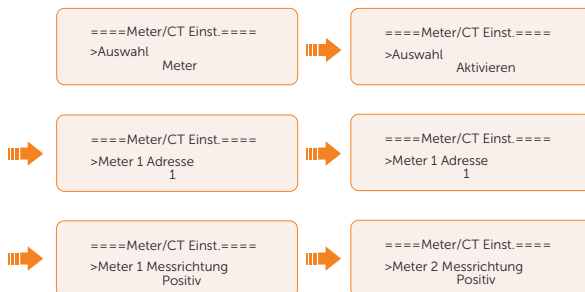 ====Meter/CT Einst.====
>Auswahl
Meter
====Meter/CT Einst.====
>Auswahl
Aktivieren
====Meter/CT Einst.====
>Meter 1 Adresse
1
====Meter/CT Einst.====
>Meter 1 Adresse
1
====Meter/CT Einst.====
>Meter 1 Messrichtung
Positiv
====Meter/CT Einst.====
>Meter 2 Messrichtung
Positiv